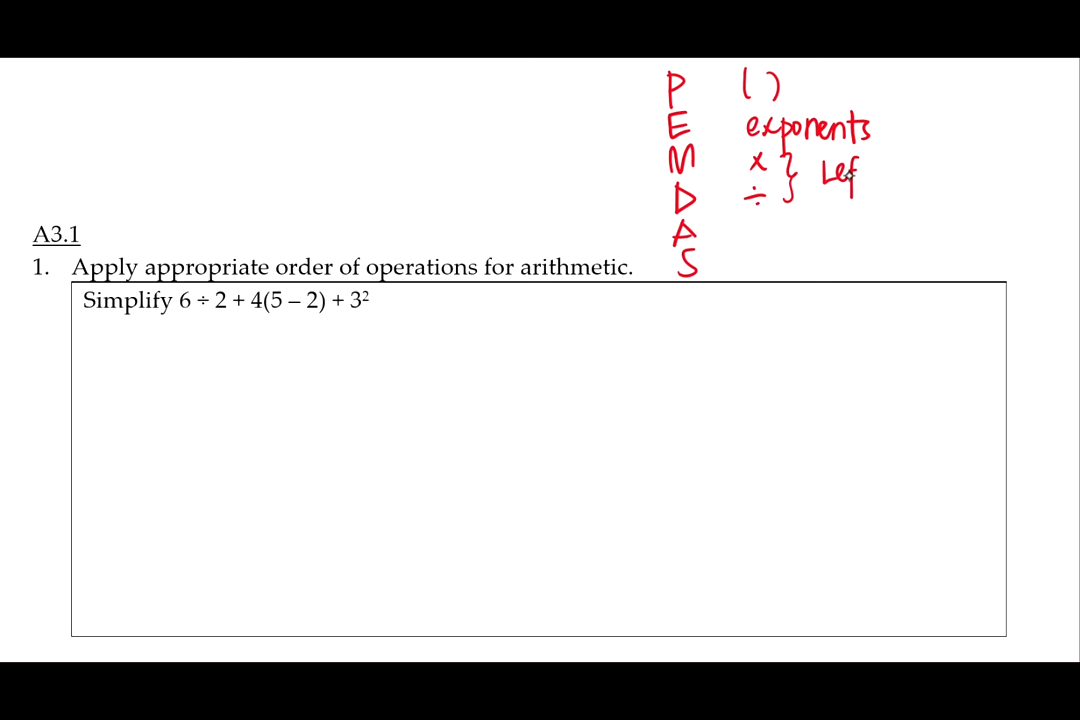 P ( )
E exponents
M × } Lef
D ÷
A
S
A3.1
1. Apply appropriate order of operations for arithmetic.
Simplify 6 ÷ 2 + 4(5 – 2) + 3²